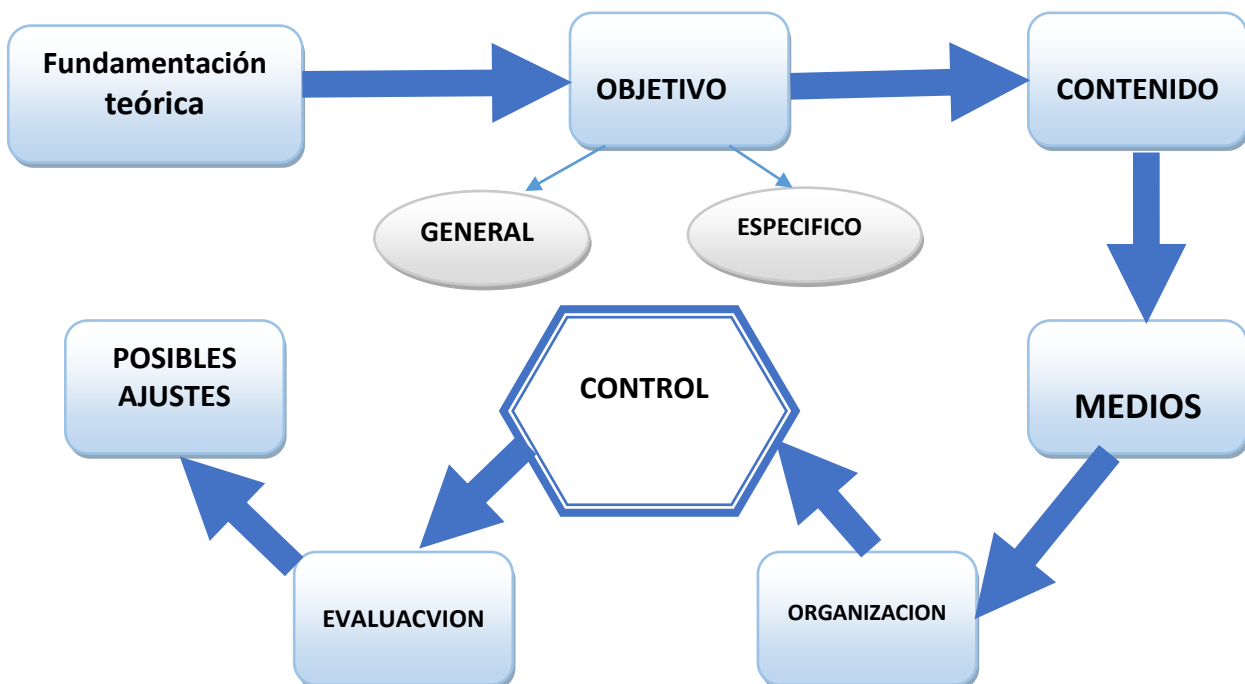 Fundamentación
teórica
OBJETIVO
CONTENIDO
GENERAL
ESPECIFICO
POSIBLES
AJUSTES
CONTROL
MEDIOS
EVALUACVION
ORGANIZACION